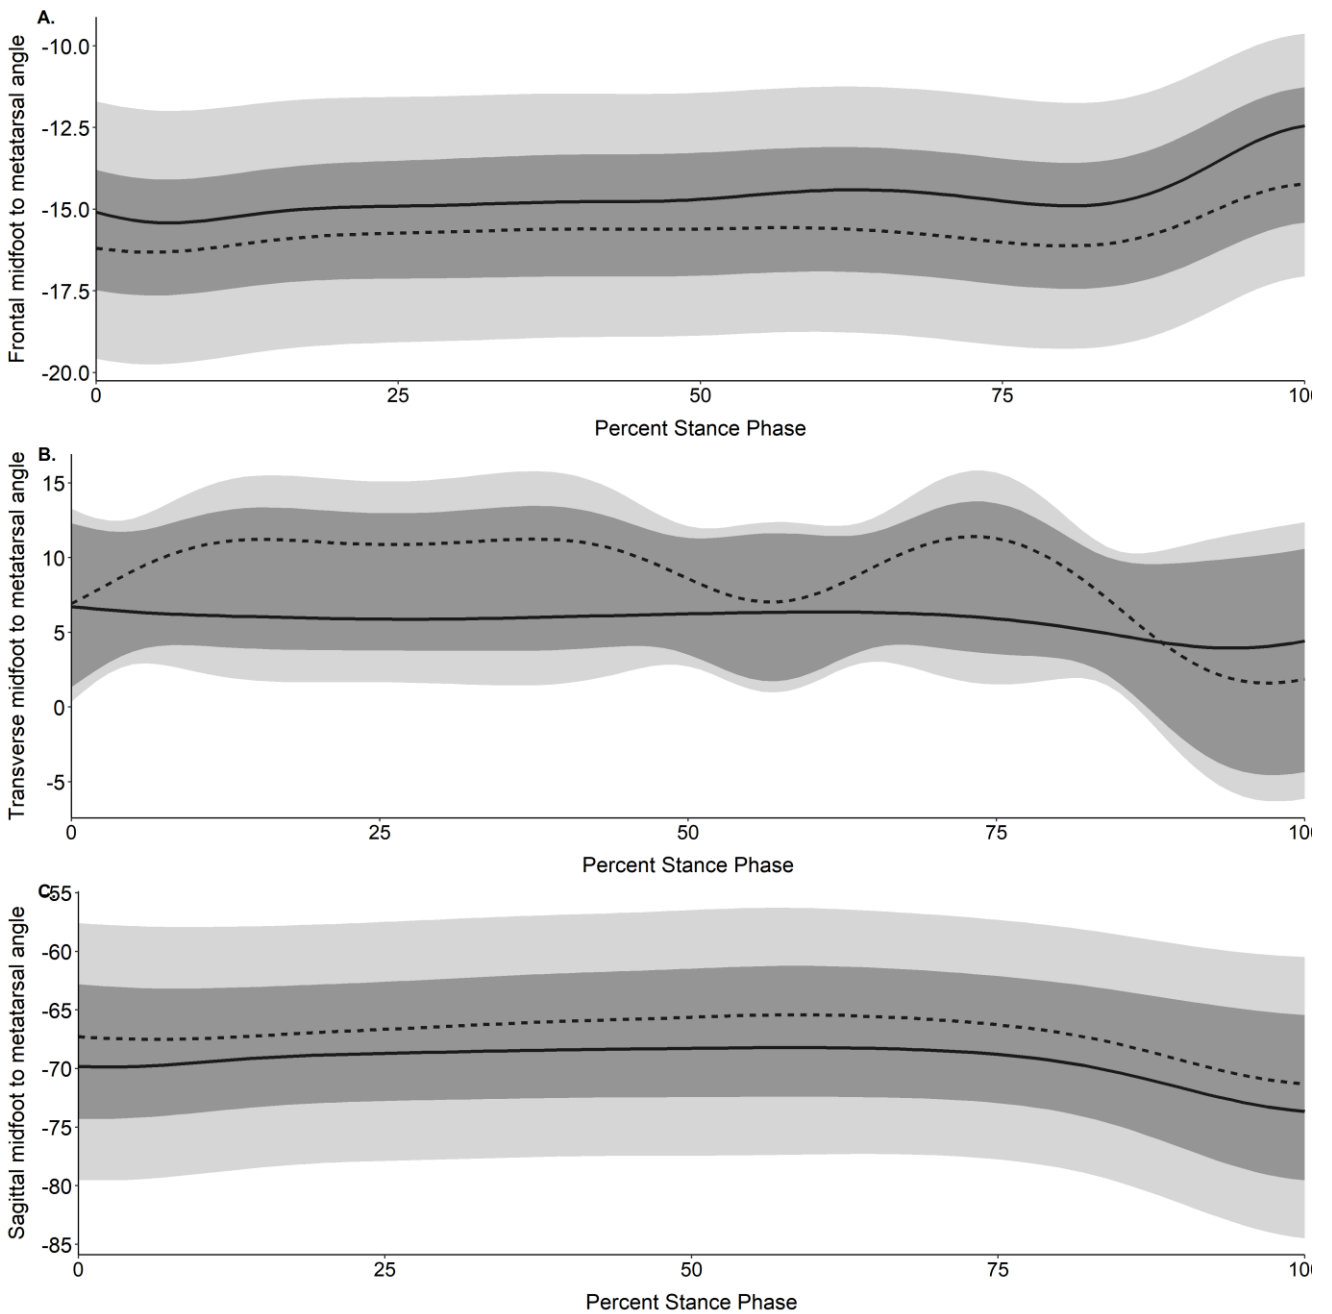 A.
Frontal midfoot to metatarsal angle
-10.0
-12.5
-15.0
-17.5
-20.0
0 25 50 75 10
Percent Stance Phase
B.
Transverse midfoot to metatarsal angle
15
10
5
0
-5
0 25 50 75 10
Percent Stance Phase
C.
Sagittal midfoot to metatarsal angle
-55
-60
-65
-70
-75
-80
-85
0 25 50 75 10
Percent Stance Phase